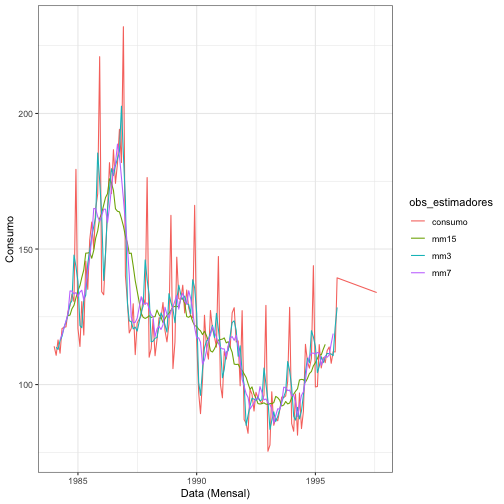 200
150
100
Consumo
1985
1990
1995
Data (Mensal)
obs_estimadores
consumo
mm15
mm3
mm7